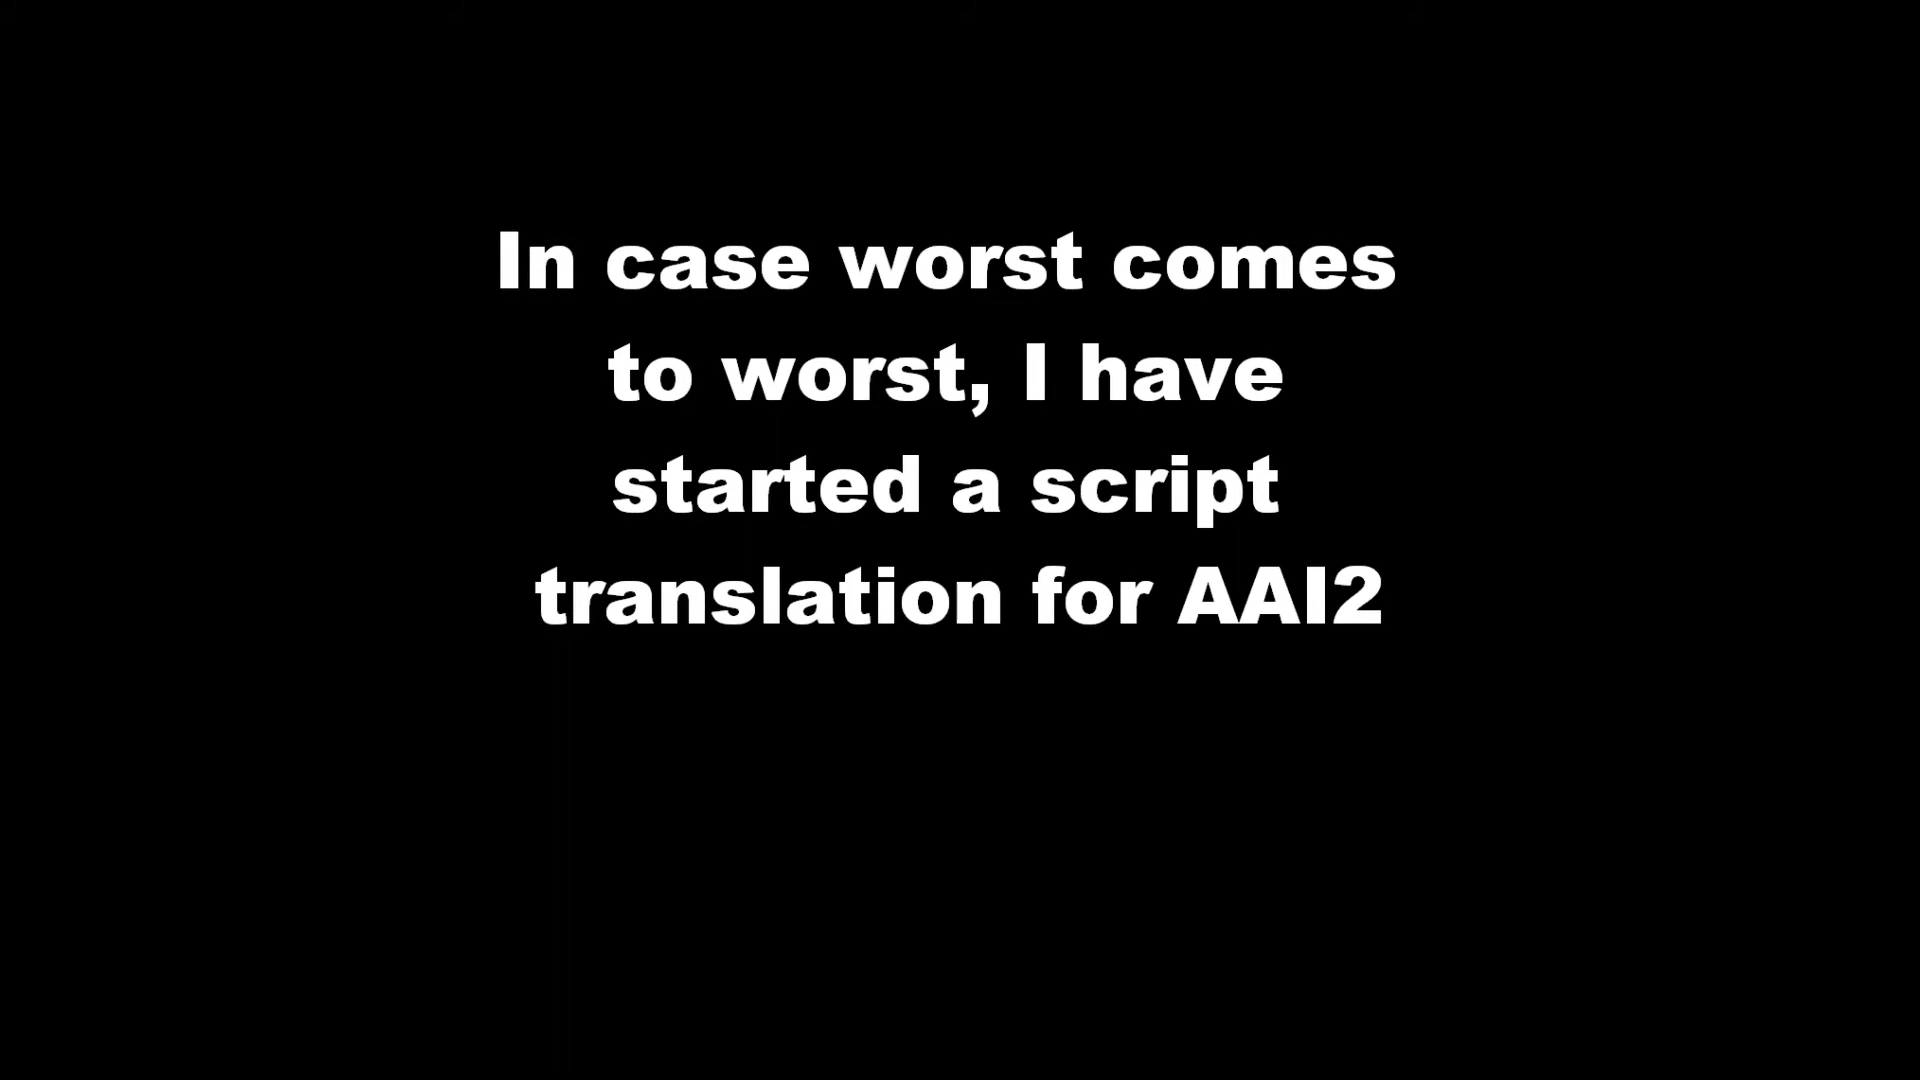 In case worst comes
to worst, I have
started a script
translation for AAI2